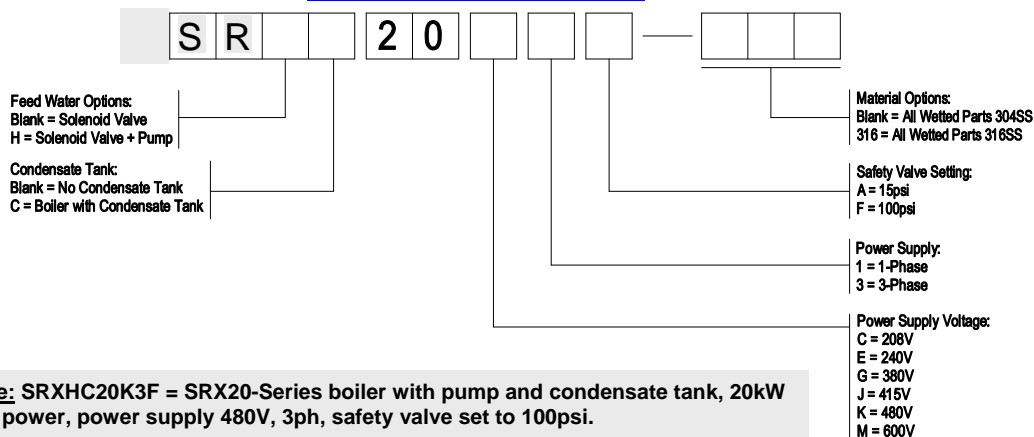 SR 20
Feed Water Options:
Blank = Solenoid Valve
H = Solenoid Valve + Pump
Condensate Tank:
Blank = No Condensate Tank
C = Boiler with Condensate Tank
Material Options:
Blank = All Wetted Parts 304SS
316 = All Wetted Parts 316SS
Safety Valve Setting:
A = 15psi
F = 100psi
Power Supply:
1 = 1-Phase
3 = 3-Phase
Power Supply Voltage:
C = 208V
E = 240V
G = 380V
J = 415V
K = 480V
M = 600V
e: SRXHC20K3F = SRX20-Series boiler with pump and condensate tank, 20kW
power, power supply 480V, 3ph, safety valve set to 100psi.